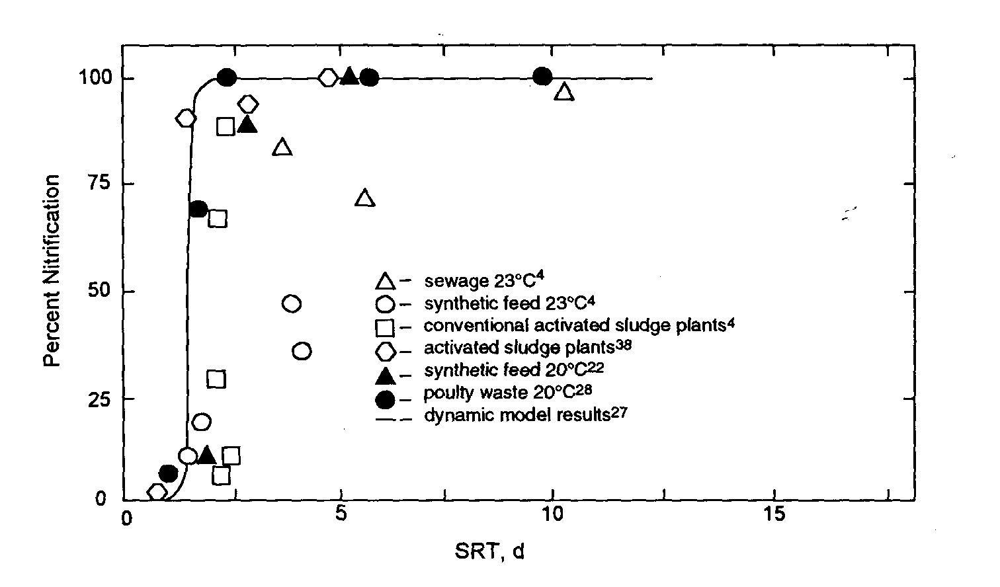 100
75
50
25
0
Percent Nitrification
sewage 23°C4
synthetic feed 23°C4
conventional activated sludge plants4
activated sludge plants38
synthetic feed 20°C22
poulty waste 20°C28
dynamic model results27
0 5 10 15
SRT, d